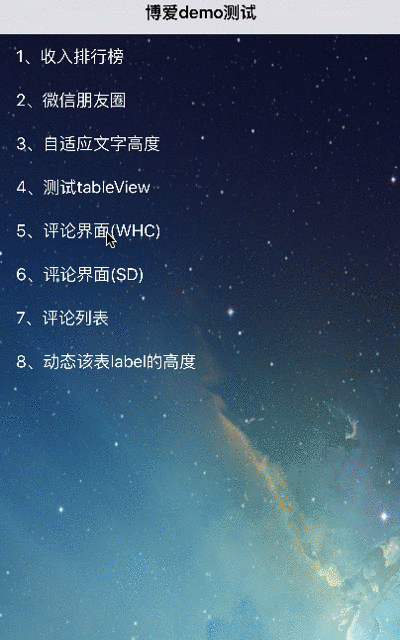 博爱demo测试
1、收入排行榜
2、微信朋友圈
3、自适应文字高度
4、测试tableView
5、评论界面(WHC)
6、评论界面(SD)
7、评论列表
8、动态该表label的高度